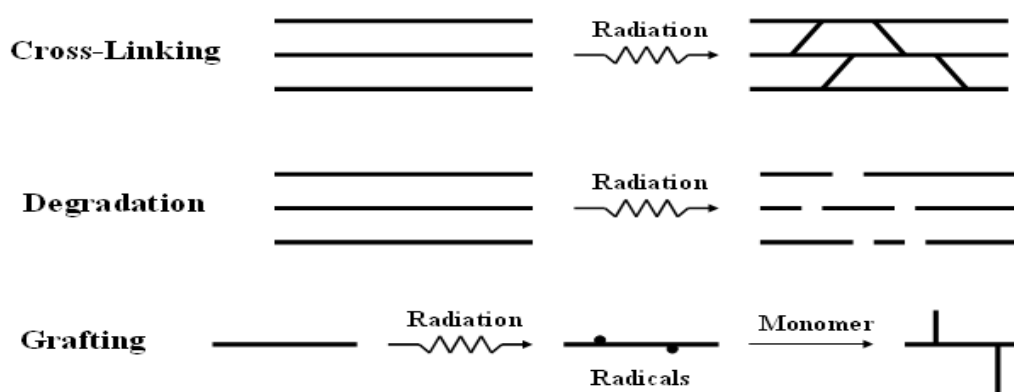 Radiation
Cross-Linking
Radiation
Degradation
Radiation
Monomer
Grafting
Radicals